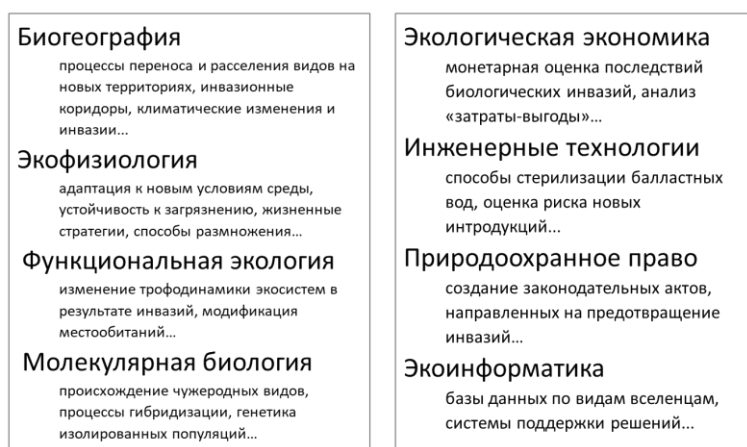 Биогеография
процессы переноса и расселения видов на
новых территориях, инвазионные
коридоры, климатические изменения и
инвазии...
Экофизиология
адаптация к новым условиям среды,
устойчивость к загрязнению, жизненные
стратегии, способы размножения...
Функциональная экология
изменение трофодинамики экосистем в
результате инвазий, модификация
местообитаний...
Молекулярная биология
происхождение чужеродных видов,
процессы гибридизации, генетика
изолированных популяций...
Экологическая экономика
монетарная оценка последствий
биологических инвазий, анализ
«затраты-выгоды»...
Инженерные технологии
способы стерилизации балластных
вод, оценка риска новых
интродукций...
Природоохранное право
создание законодательных актов,
направленных на предотвращение
инвазий...
Экоинформатика
базы данных по видам вселенцам,
системы поддержки решений...